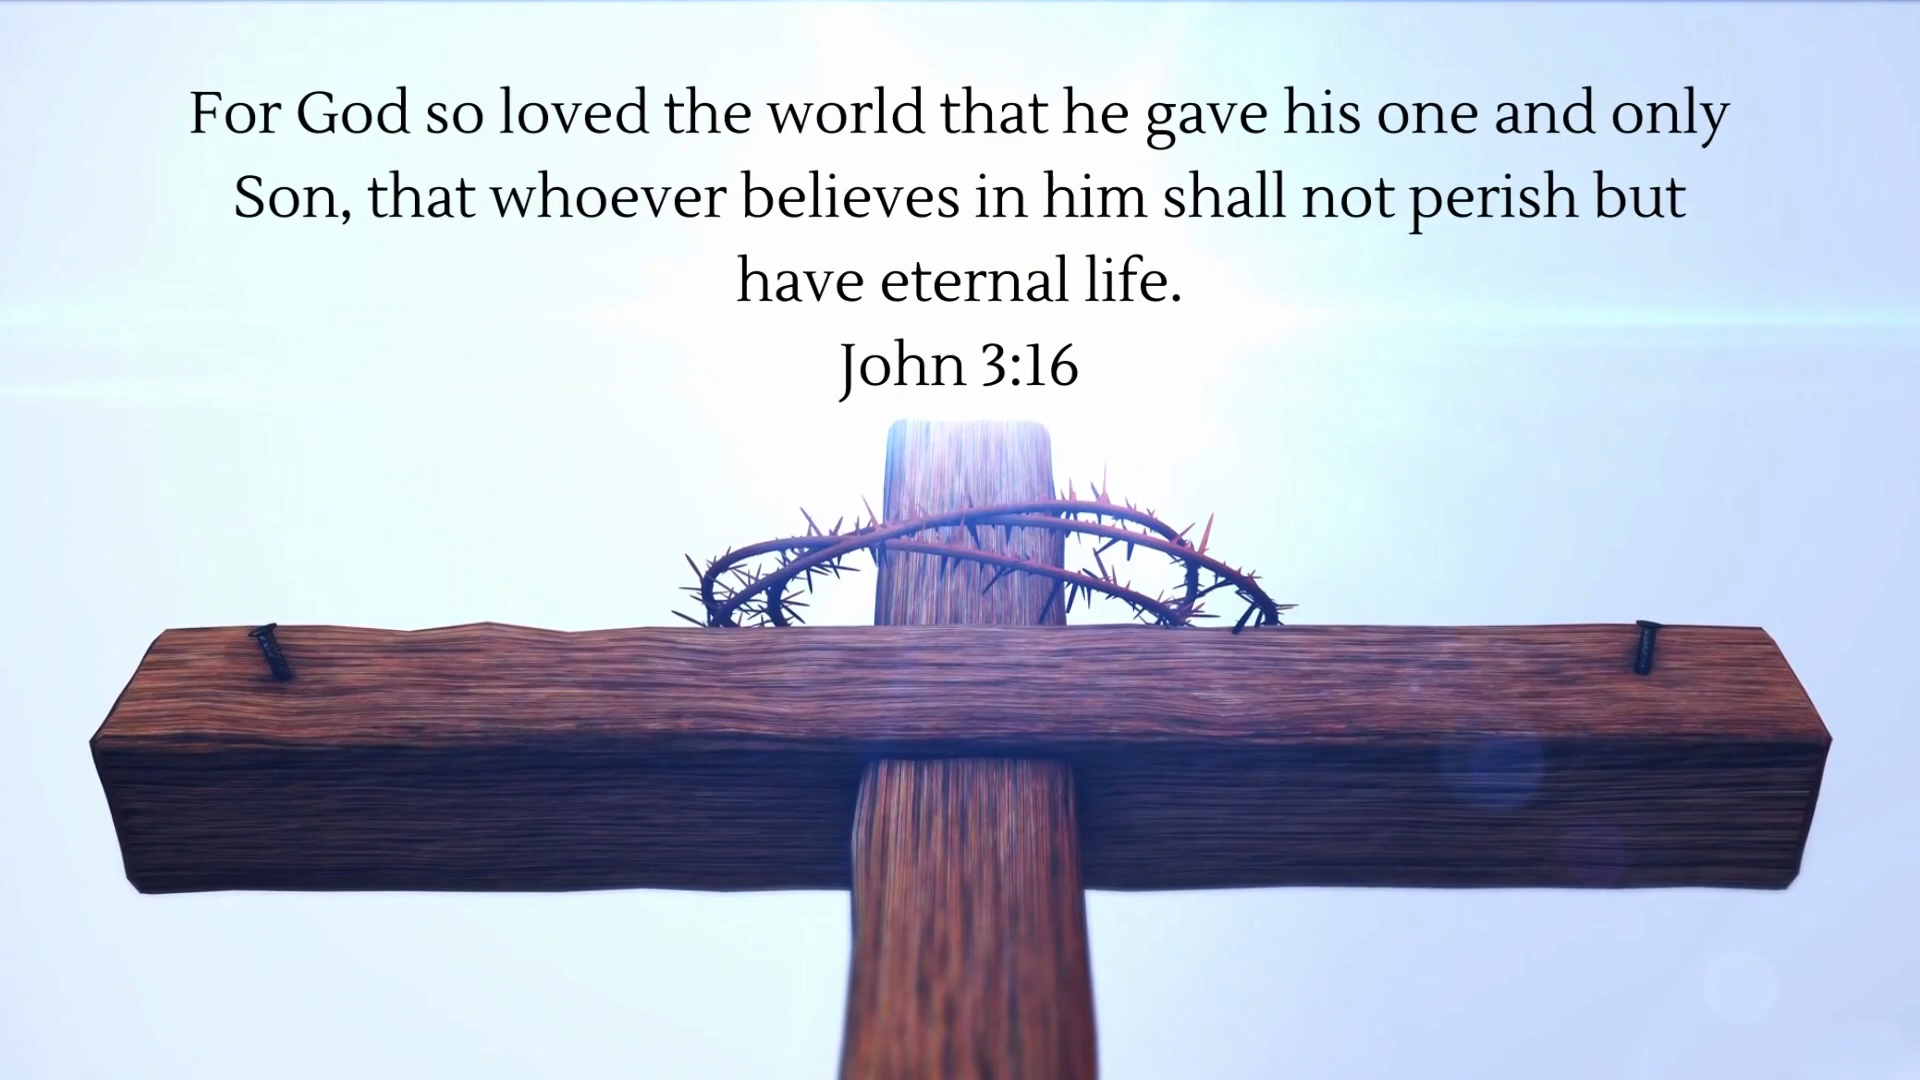 For God so loved the world that he gave his one and only
Son, that whoever believes in him shall not perish but
have eternal life.
John 3:16